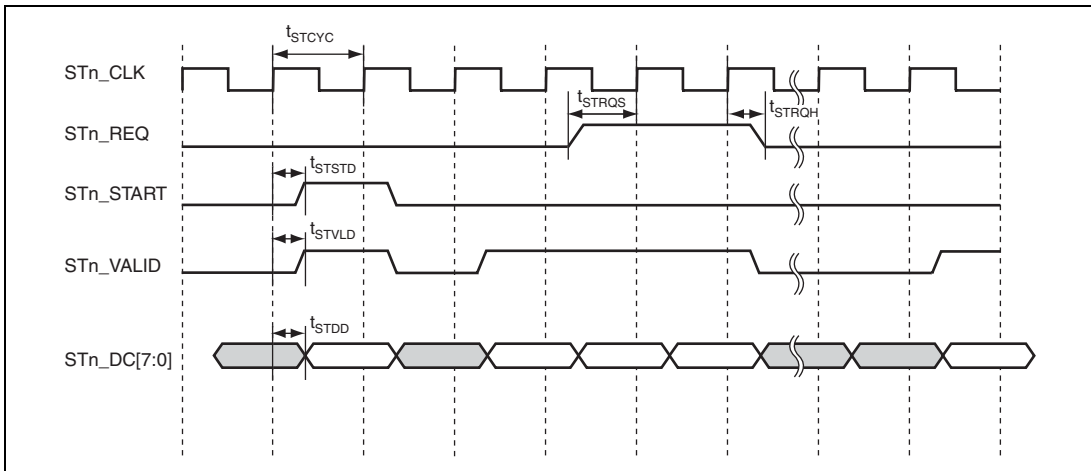 tSTCYC
STn_CLK
tSTRQS
tSTRQH
STn_REQ
tSTSTD
STn_START
tSTVLD
STn_VALID
tSTDD
STn_DC[7:0]